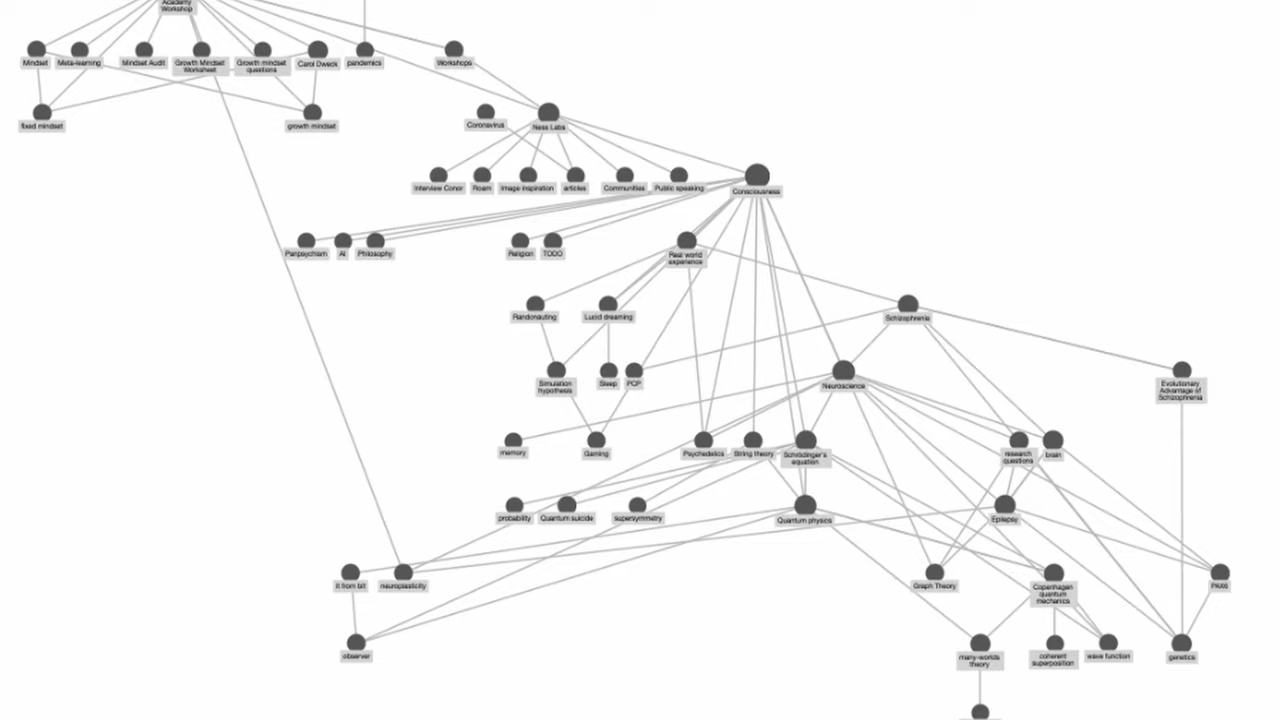 Academy
Workshop
Mindset
Meta-learning
Mindset Audit
Growth Mindset
Worksheet
Growth mindset
questions
Carol Dweck
pandemics
Workshops
fixed mindset
growth mindset
Coronavirus
Ness Labs
Interview Conor
Roam
Image inspiration
articles
Communities
Public speaking
Consciousness
Panpsychism
AI
Philosophy
Religion
TODO
Real world
experience
Randonauting
Lucid dreaming
Schizophrenia
Simulation
hypothesis
Sleep
PCP
Neuroscience
Evolutionary
Advantage of
Schizophrenia
memory
Gaming
Psychedelics
String theory
Schrödinger's
equation
research
questions
brain
probability
Quantum suicide
supersymmetry
Quantum physics
Epilepsy
it from bit
neuroplasticity
Graph Theory
Copenhagen
quantum
mechanics
PAX6
observer
many-worlds
theory
coherent
superposition
wave function
genetics